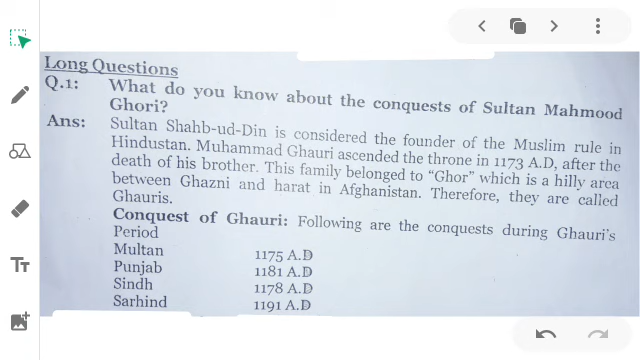 Long Questions
Q.1: What do you know about the conquests of Sultan Mahmood
Ghori?
Ans: Sultan Shahb-ud-Din is considered the founder of the Muslim rule in
Hindustan. Muhammad Ghauri ascended the throne in 1173 A.D, after the
death of his brother. This family belonged to "Ghor" which is a hilly area
between Ghazni and harat in Afghanistan. Therefore, they are called
Ghauris.
Conquest of Ghauri: Following are the conquests during Ghauri's
Period
Multan 1175 A.D
Punjab 1181 A.D
Sindh 1178 A.D
Sarhind 1191 A.D
TT